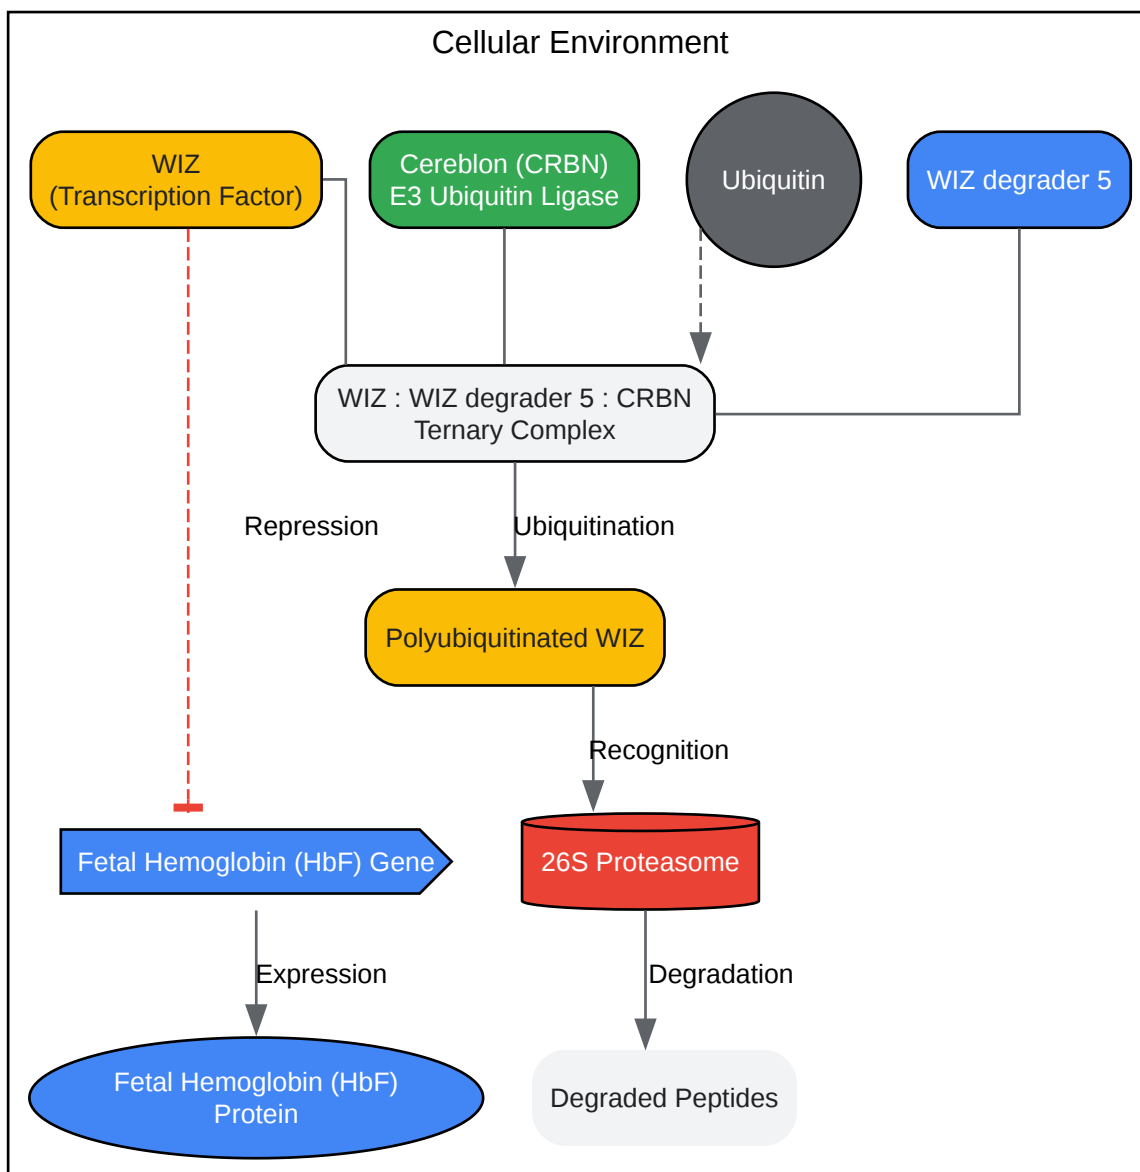 Cellular Environment
WIZ
(Transcription Factor)
Cereblon (CRBN)
E3 Ubiquitin Ligase
Ubiquitin
WIZ degrader 5
WIZ : WIZ degrader 5 : CRBN
Ternary Complex
Repression
Ubiquitination
Polyubiquitinated WIZ
Recognition
Fetal Hemoglobin (HbF) Gene
26S Proteasome
Expression
Degradation
Fetal Hemoglobin (HbF)
Protein
Degraded Peptides